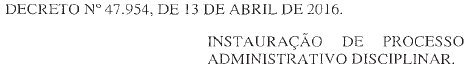 DECRETO Nº 47.954, DE 13 DE ABRIL DE 2016.
INSTAURAÇÃO DE PROCESSO
ADMINISTRATIVO DISCIPLINAR.